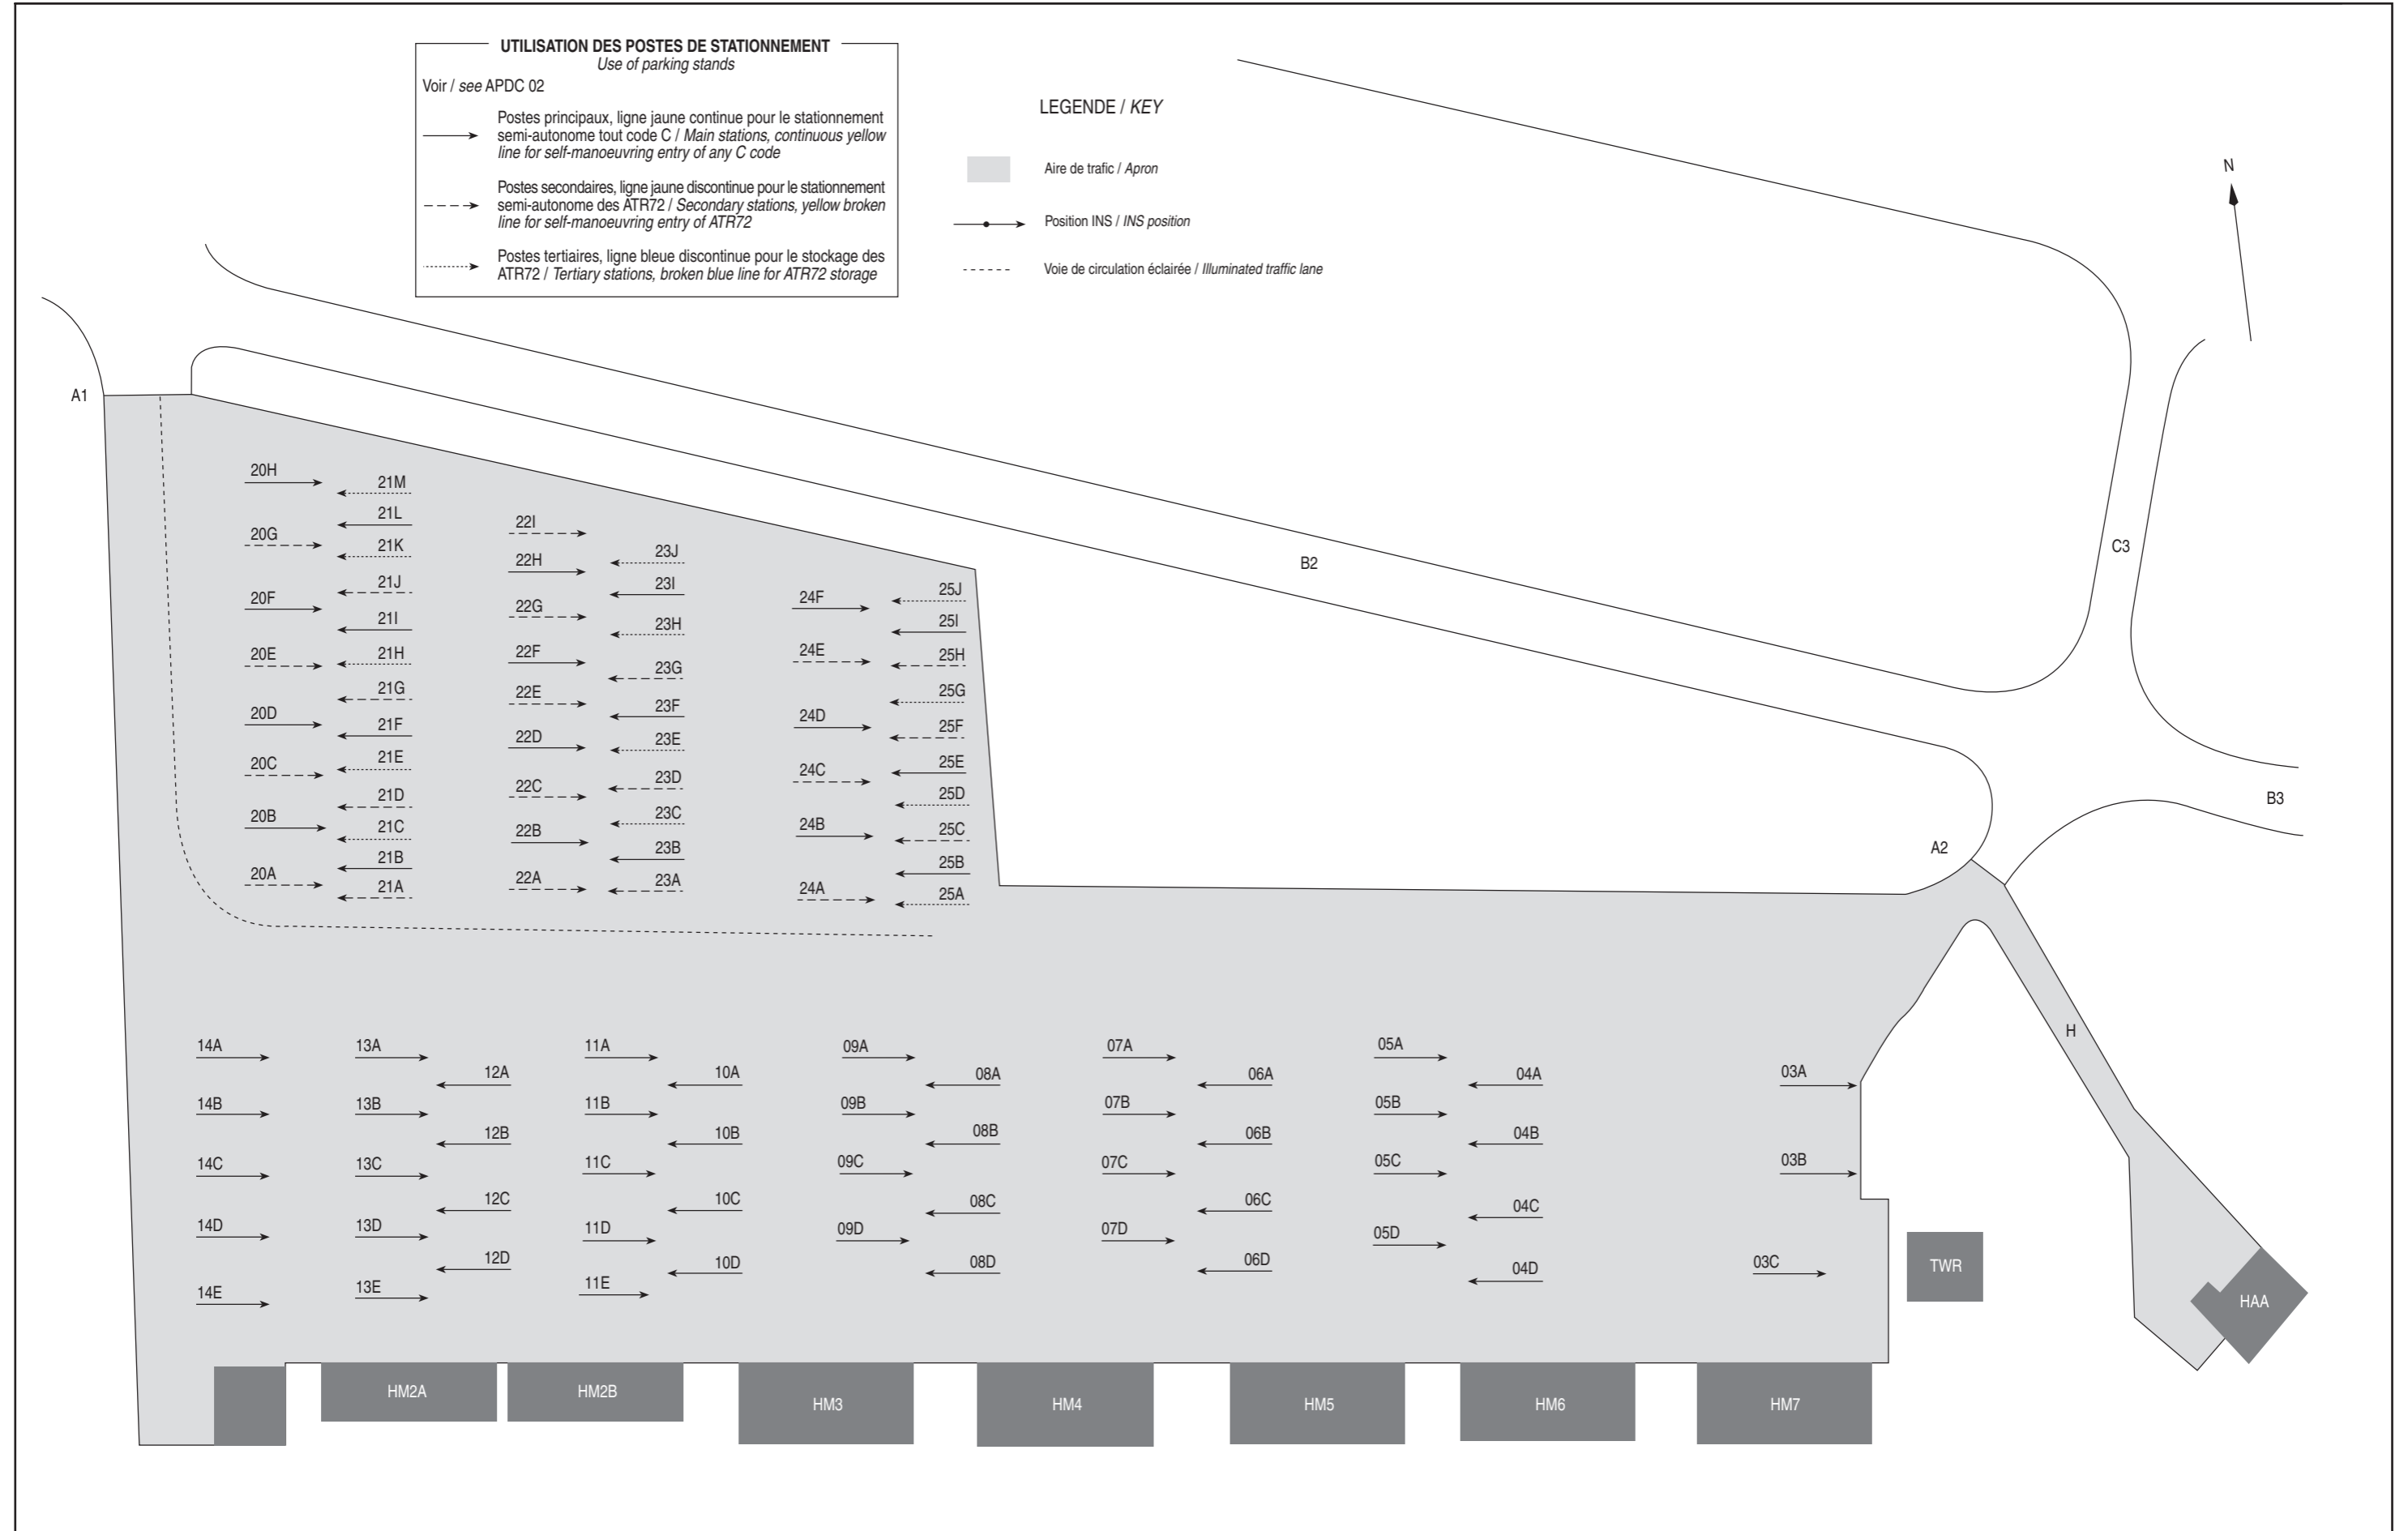 UTILISATION DES POSTES DE STATIONNEMENT
Use of parking stands
Voir / see APDC 02
Postes principaux, ligne jaune continue pour le stationnement
semi-autonome tout code C / Main stations, continuous yellow
line for self-manoeuvring entry of any C code
Postes secondaires, ligne jaune discontinue pour le stationnement
semi-autonome des ATR72 / Secondary stations, yellow broken
line for self-manoeuvring entry of ATR72
Postes tertiaires, ligne bleue discontinue pour le stockage des
ATR72 / Tertiary stations, broken blue line for ATR72 storage
LEGENDE / KEY
Aire de trafic / Apron
Position INS / INS position
Voie de circulation éclairée / Illuminated traffic lane
N
A1
B2
C3
B3
A2
H
20H
20G
20F
20E
20D
20C
20B
20A
21M
21L
21K
21J
21I
21H
21G
21F
21E
21D
21C
21B
21A
22I
22H
22G
22F
22E
22D
22C
22B
22A
23J
23I
23H
23G
23F
23E
23D
23C
23B
23A
24F
24E
24D
24C
24B
24A
25J
25I
25H
25G
25F
25E
25D
25C
25B
25A
14A
14B
14C
14D
14E
13A
13B
13C
13D
13E
12A
12B
12C
12D
11A
11B
11C
11D
11E
10A
10B
10C
10D
09A
09B
09C
09D
08A
08B
08C
08D
07A
07B
07C
07D
06A
06B
06C
06D
05A
05B
05C
05D
04A
04B
04C
04D
03A
03B
03C
TWR
HAA
HM2A
HM2B
HM3
HM4
HM5
HM6
HM7